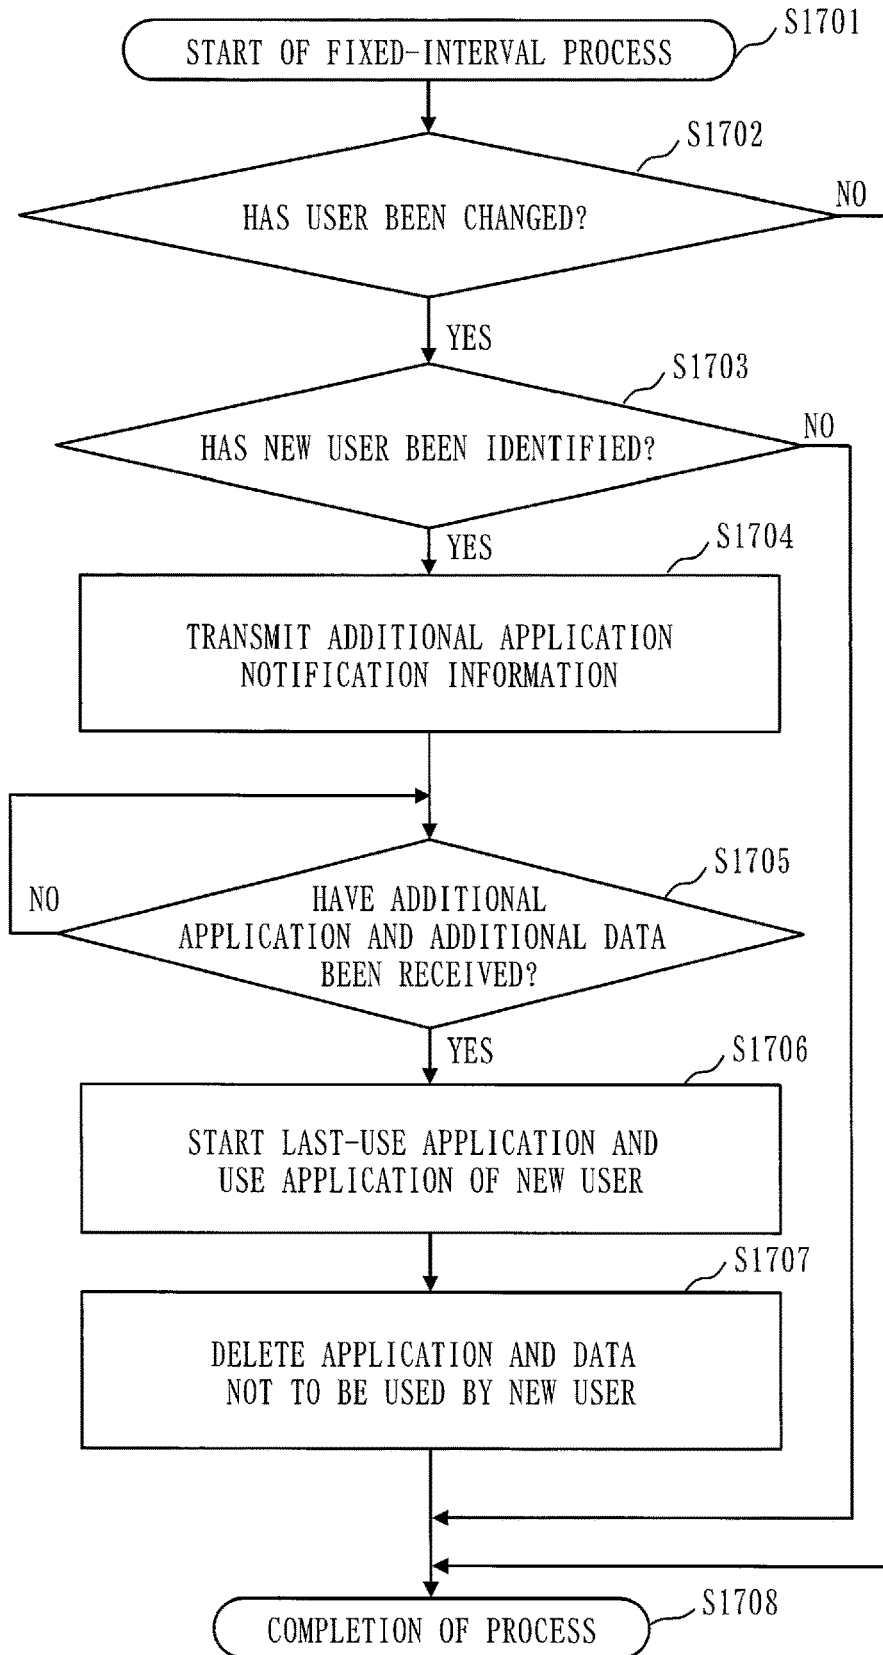 S1701
START OF FIXED-INTERVAL PROCESS
S1702
HAS USER BEEN CHANGED?
NO
YES
S1703
HAS NEW USER BEEN IDENTIFIED?
NO
YES
S1704
TRANSMIT ADDITIONAL APPLICATION
NOTIFICATION INFORMATION
S1705
NO
HAVE ADDITIONAL
APPLICATION AND ADDITIONAL DATA
BEEN RECEIVED?
YES
S1706
START LAST-USE APPLICATION AND
USE APPLICATION OF NEW USER
S1707
DELETE APPLICATION AND DATA
NOT TO BE USED BY NEW USER
S1708
COMPLETION OF PROCESS